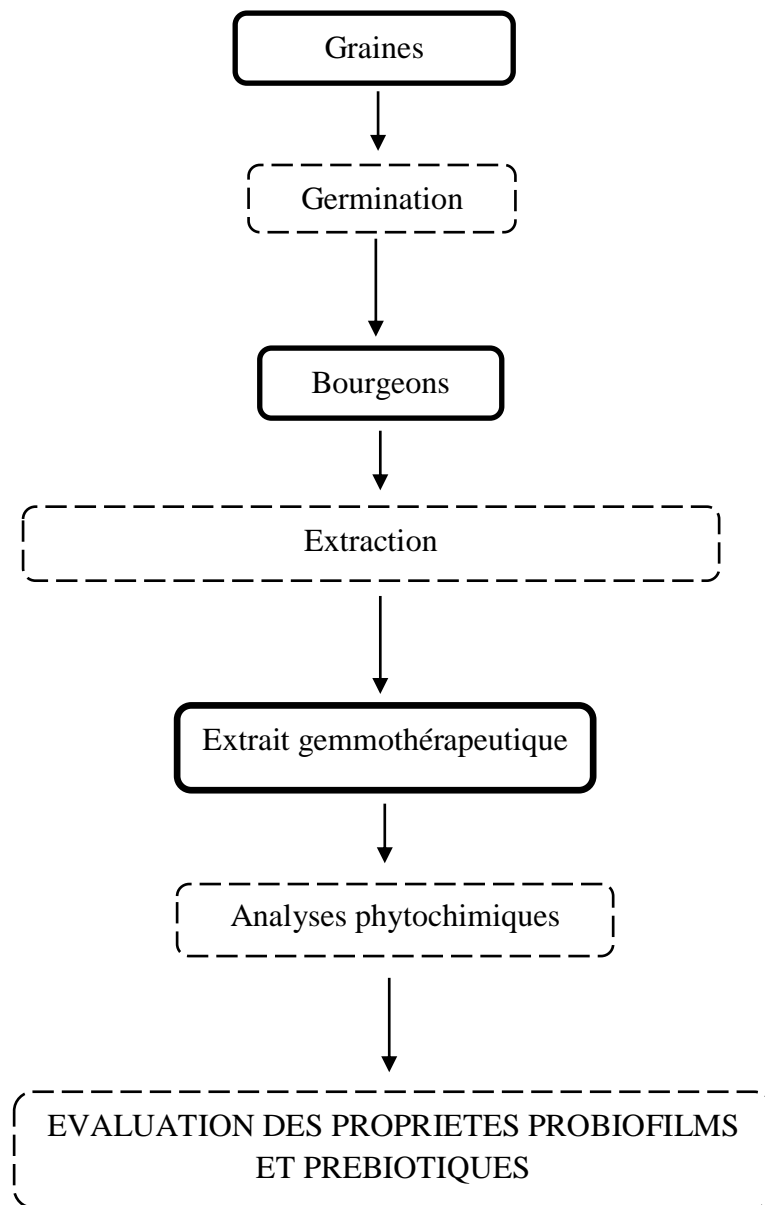 Graines
Germination
Bourgeons
Extraction
Extrait gemmothérapeutique
Analyses phytochimiques
EVALUATION DES PROPRIETES PROBIOFILMS
ET PREBIOTIQUES